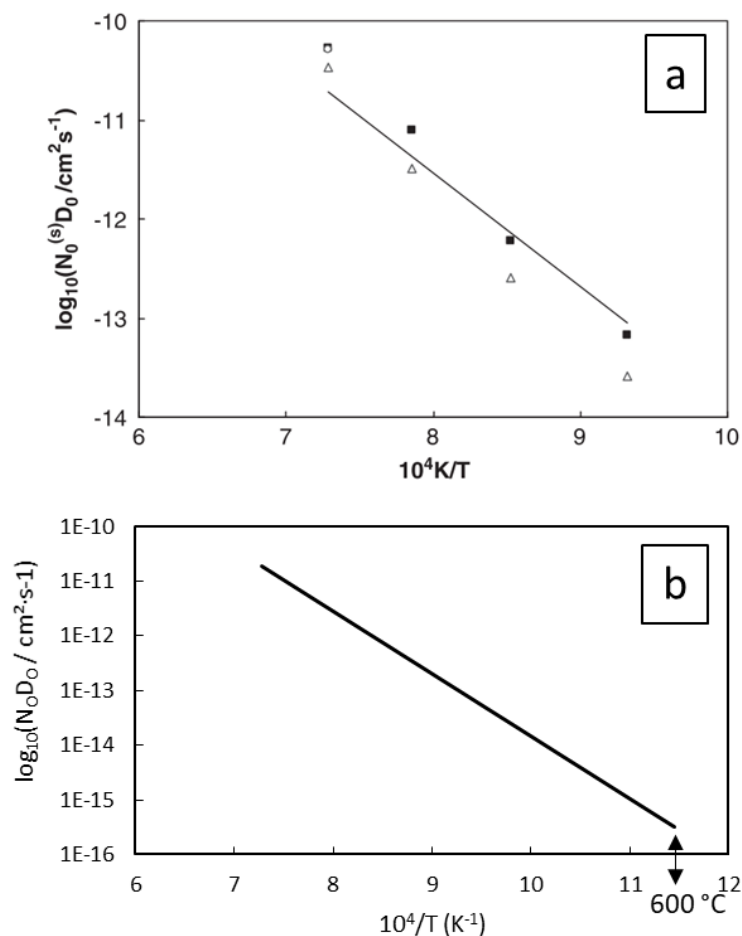 -10
-11
-12
-13
-14
log₁₀(N₀⁽ˢ⁾D₀ /cm²s⁻¹)
a
6 7 8 9 10
10⁴K/T
1E-10
1E-11
1E-12
1E-13
1E-14
1E-15
1E-16
log₁₀(NₒDₒ / cm²·s-1)
b
6 7 8 9 10 11 12
600 °C
10⁴/T (K⁻¹)